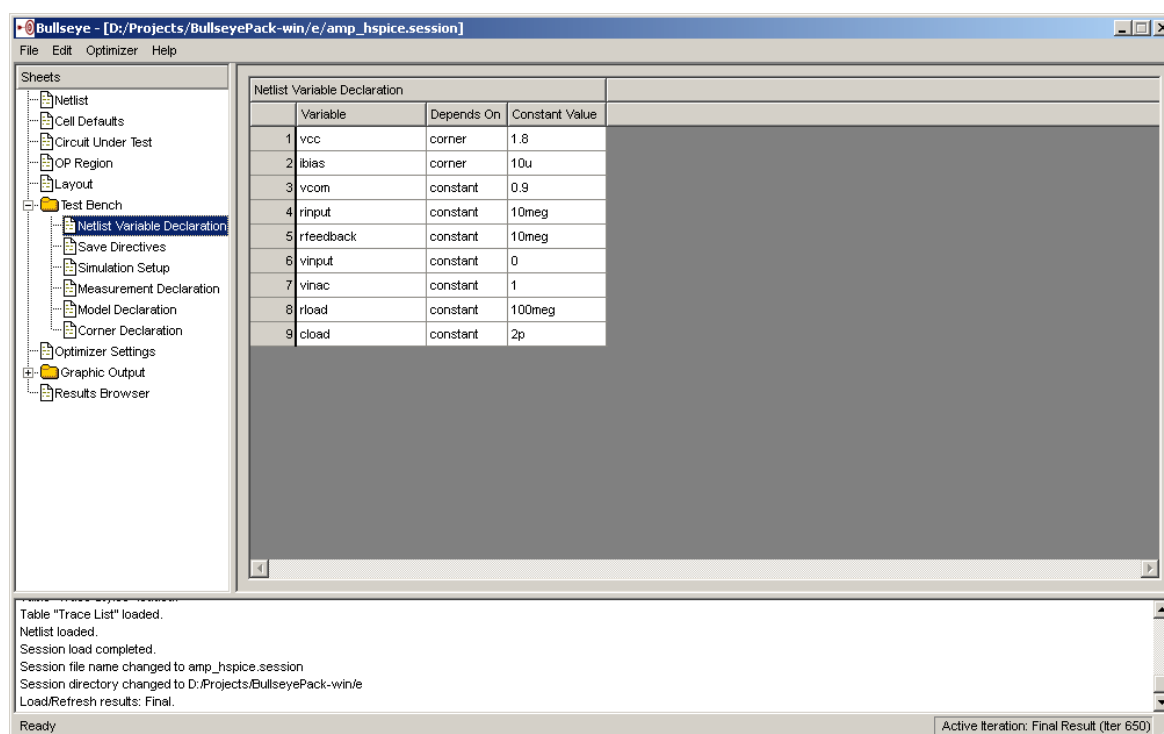 Bullseye - [D:/Projects/BullseyePack-win/e/amp_hspice.session]
File Edit Optimizer Help
Sheets
Netlist
Cell Defaults
Circuit Under Test
OP Region
Layout
Test Bench
Netlist Variable Declaration
Save Directives
Simulation Setup
Measurement Declaration
Model Declaration
Corner Declaration
Optimizer Settings
Graphic Output
Results Browser
Netlist Variable Declaration
Variable Depends On Constant Value
1 vcc corner 1.8
2 ibias corner 10u
3 vcom constant 0.9
4 rinput constant 10meg
5 rfeedback constant 10meg
6 vinput constant 0
7 vinac constant 1
8 rload constant 100meg
9 cload constant 2p
Table "Trace List" loaded.
Netlist loaded.
Session load completed.
Session file name changed to amp_hspice.session
Session directory changed to D:/Projects/BullseyePack-win/e
Load/Refresh results: Final.
Ready
Active Iteration: Final Result (Iter 650)